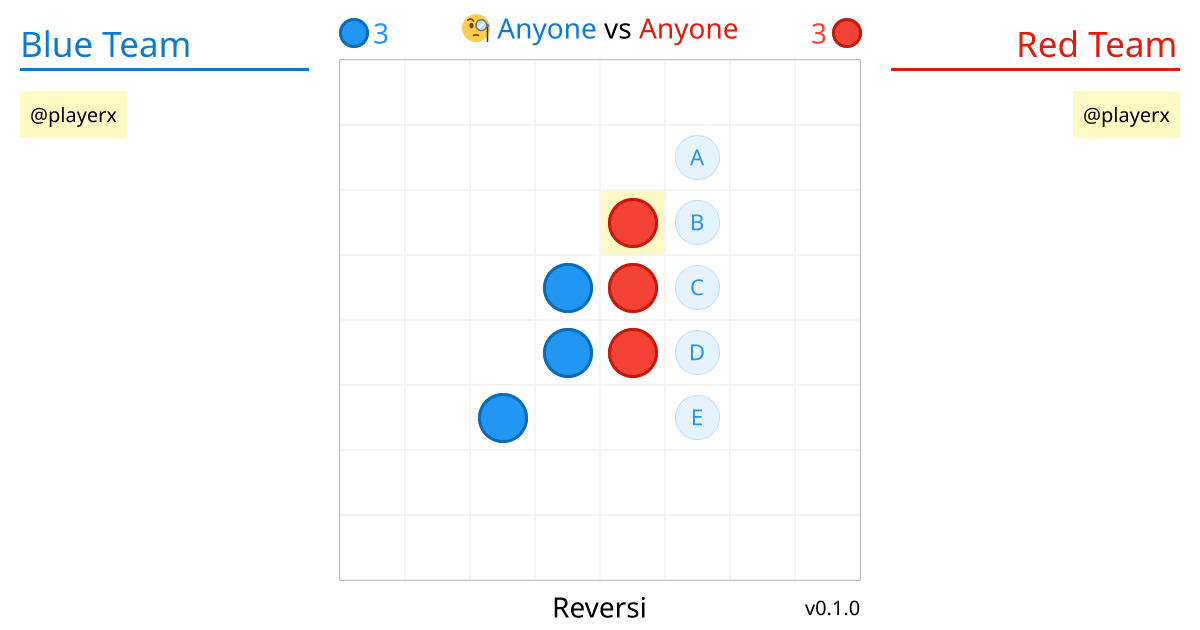 Blue Team
@playerx
3
Anyone vs Anyone
3
Red Team
@playerx
A
B
C
D
E
Reversi
v0.1.0